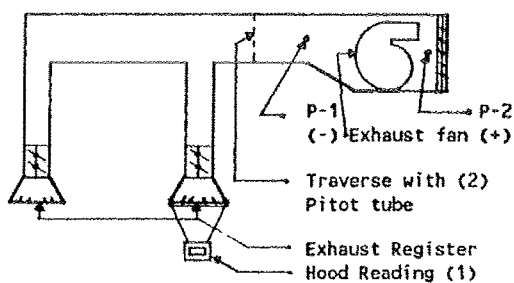 P-1 P-2
(-) Exhaust fan (+)
Traverse with (2)
Pitot tube
Exhaust Register
Hood Reading (1)